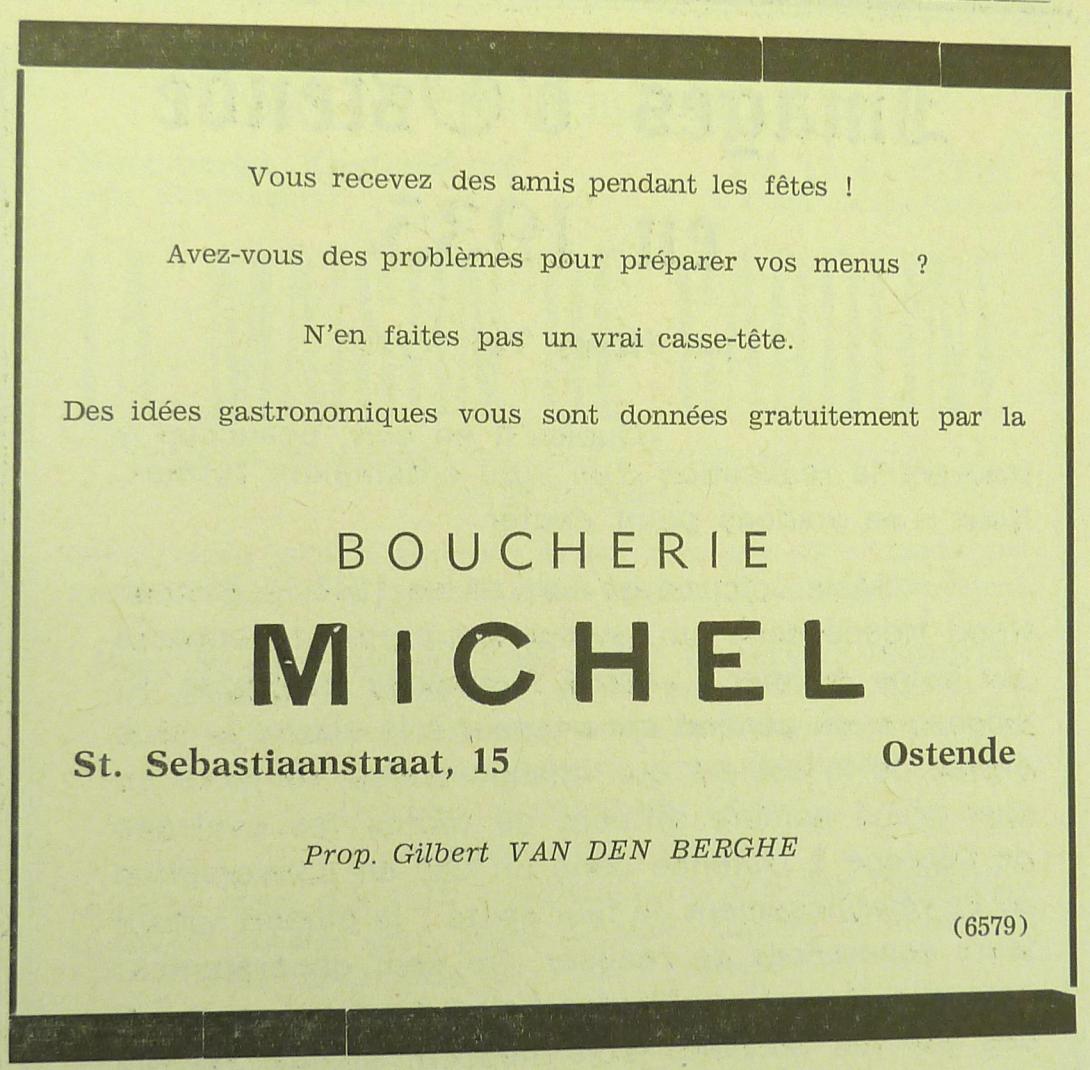 Vous recevez des amis pendant les fêtes !
Avez-vous des problèmes pour préparer vos menus ?
N'en faites pas un vrai casse-tête.
Des idées gastronomiques vous sont données gratuitement par la
BOUCHERIE
MICHEL
St. Sebastiaanstraat, 15 Ostende
Prop. Gilbert VAN DEN BERGHE
(6579)